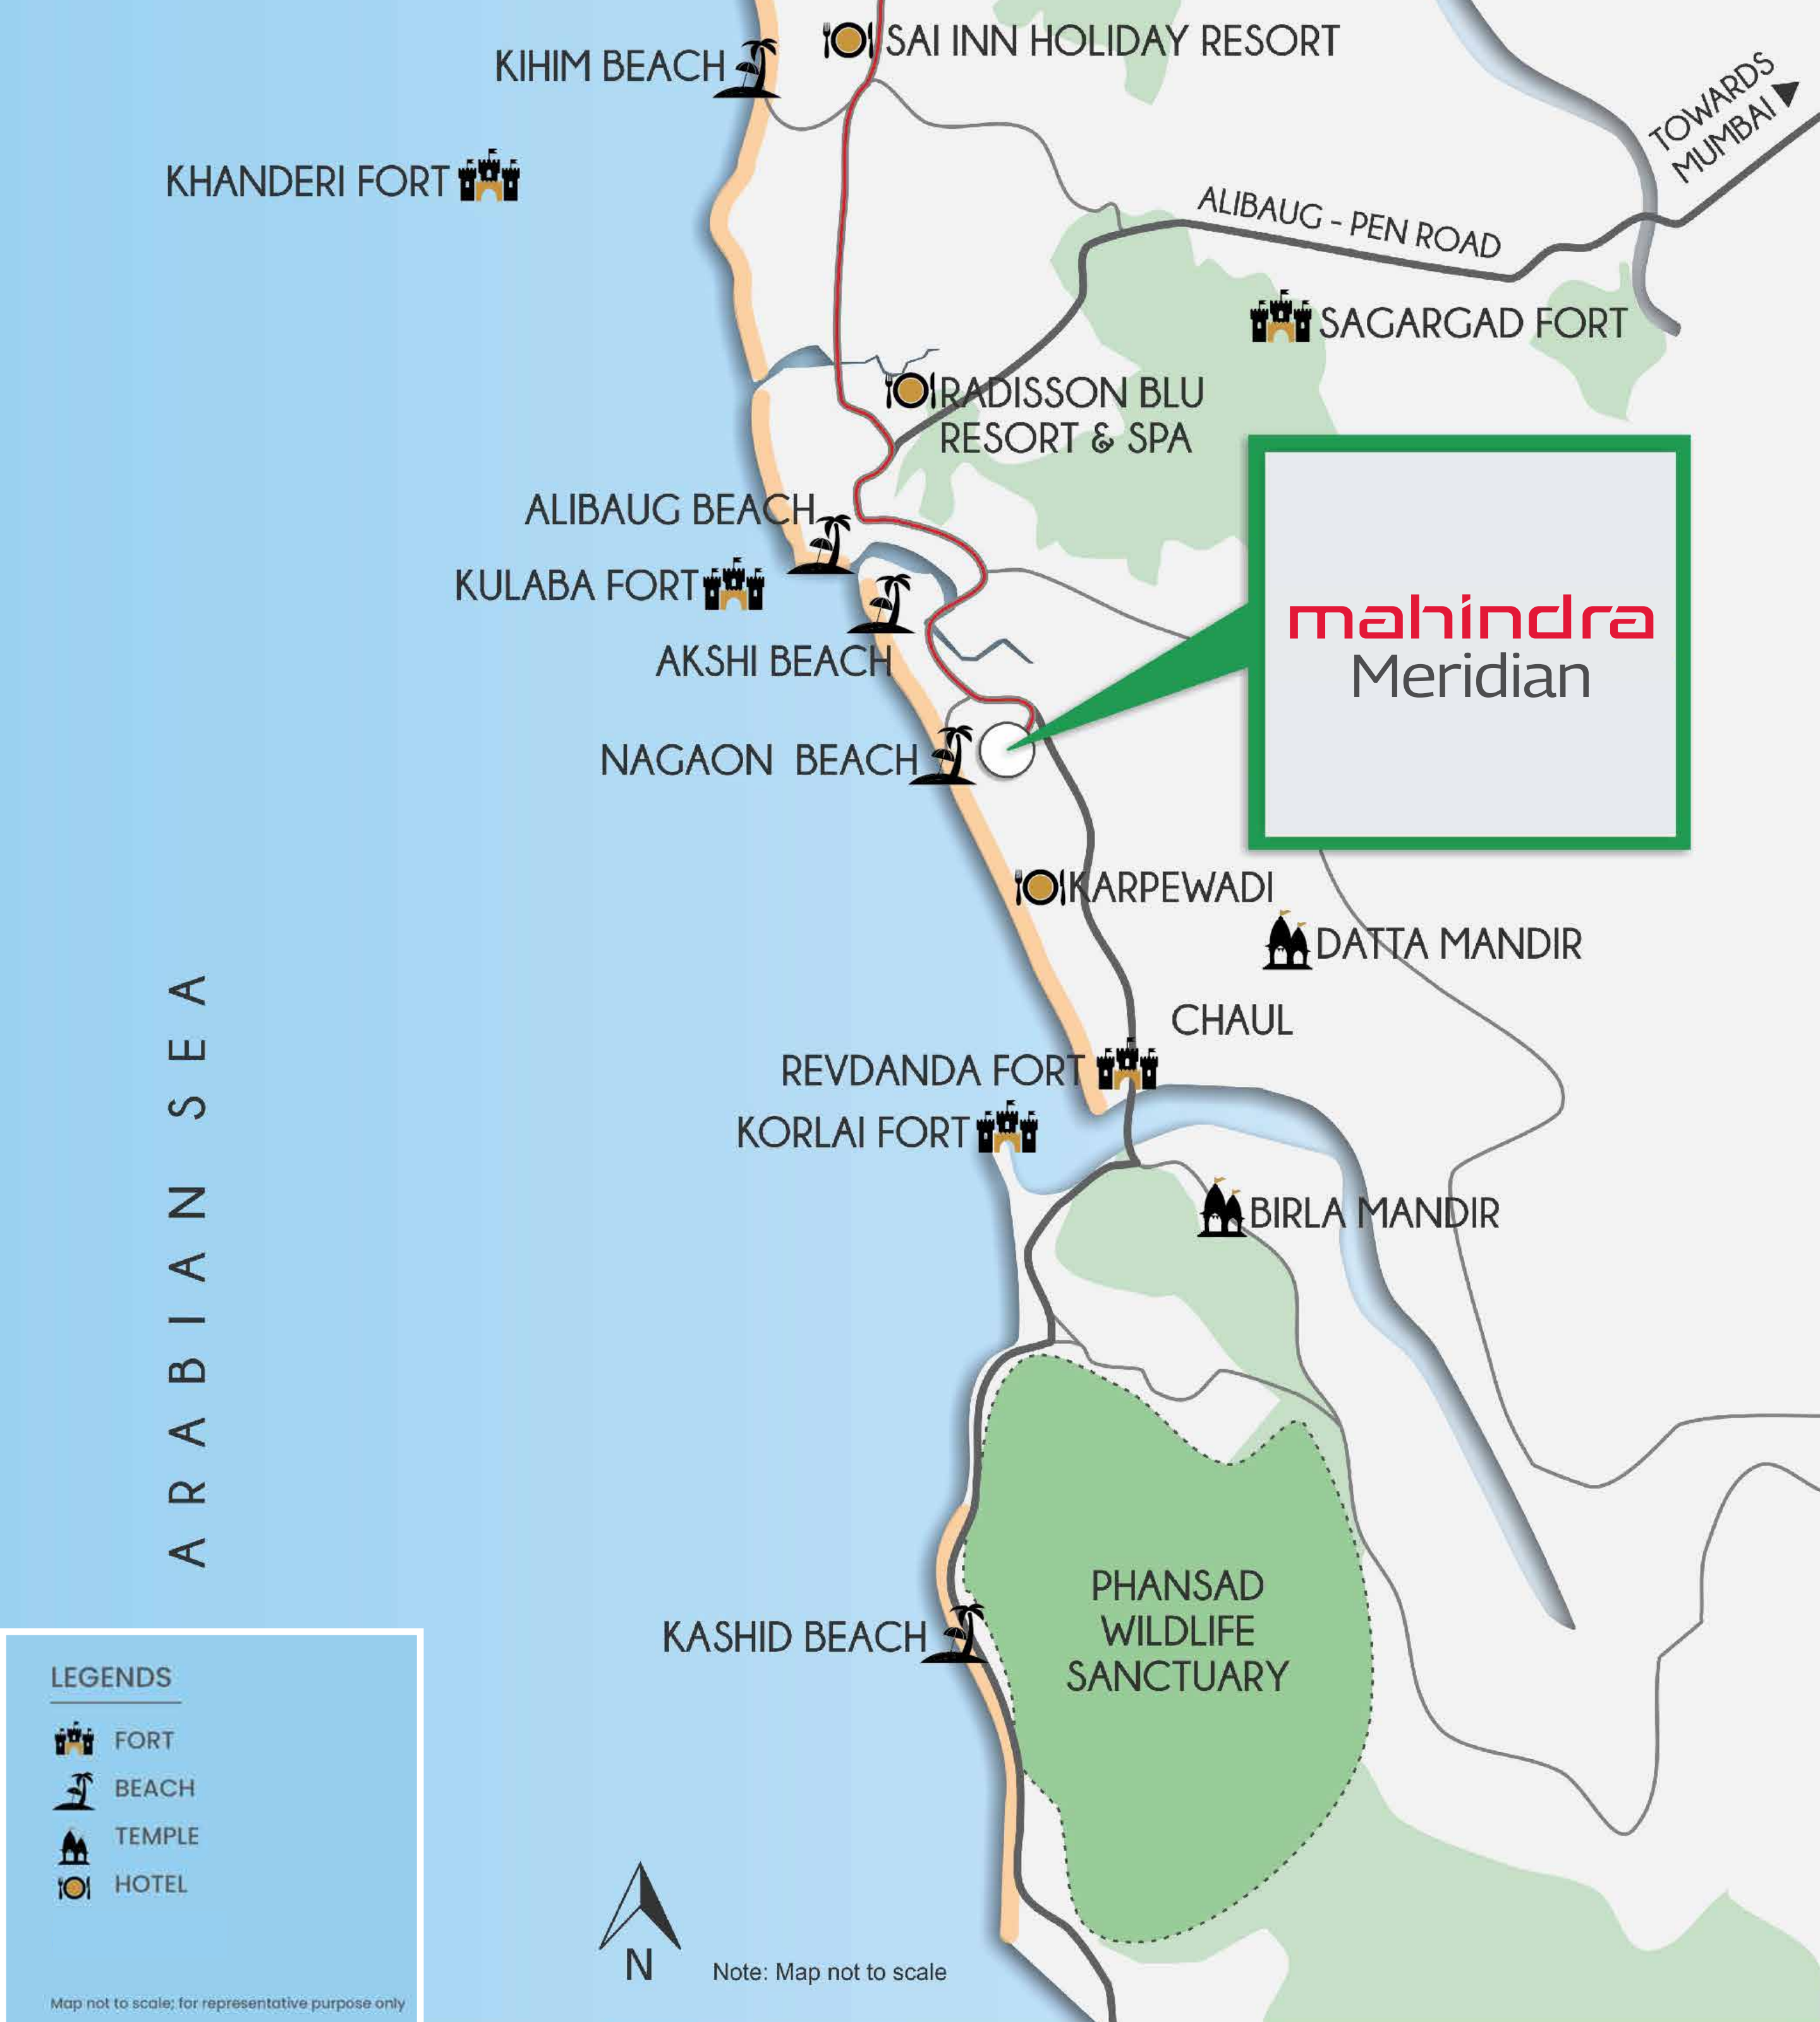 SAI INN HOLIDAY RESORT
KIHIM BEACH
TOWARDS
MUMBAI
KHANDERI FORT
ALIBAUG - PEN ROAD
SAGARGAD FORT
RADISSON BLU
RESORT & SPA
ALIBAUG BEACH
KULABA FORT
AKSHI BEACH
mahindra
Meridian
NAGAON BEACH
KARPEWADI
DATTA MANDIR
CHAUL
REVDANDA FORT
KORLAI FORT
BIRLA MANDIR
ARABIAN SEA
PHANSAD
WILDLIFE
SANCTUARY
KASHID BEACH
LEGENDS
FORT
BEACH
TEMPLE
HOTEL
Map not to scale; for representative purpose only
N
Note: Map not to scale